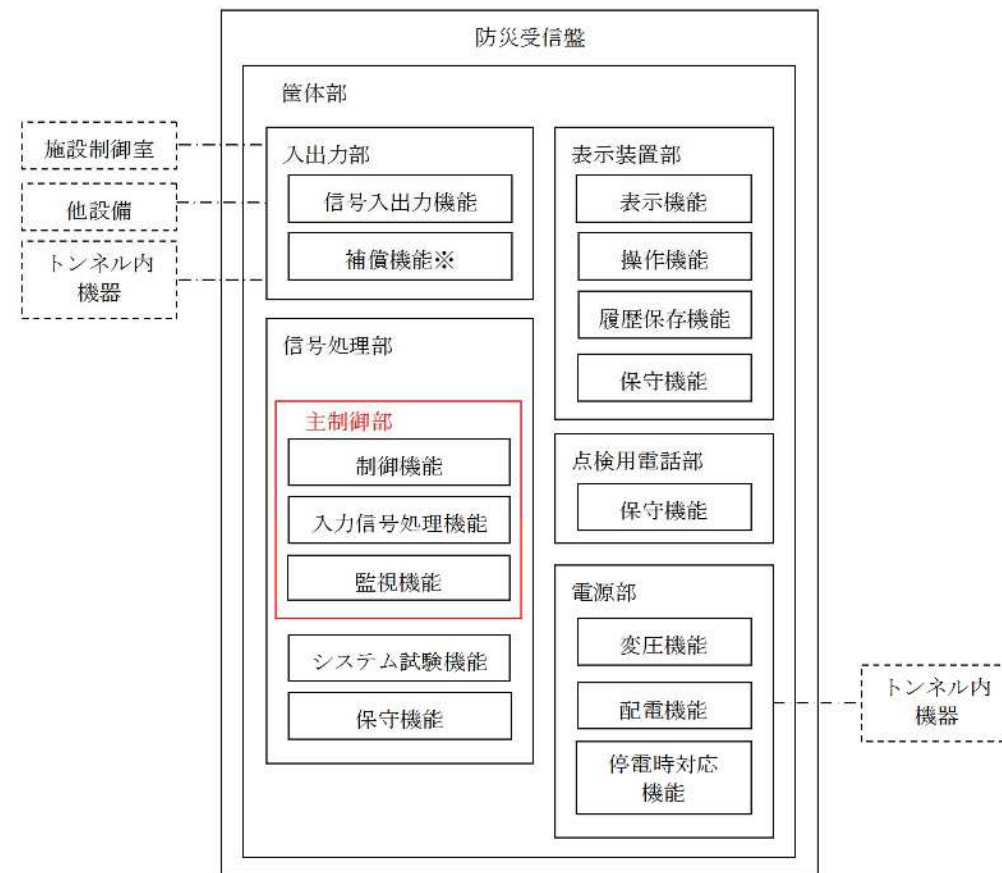 防災受信盤
筐体部
施設制御室
他設備
トンネル内
機器
入出力部
信号入出力機能
補償機能※
信号処理部
主制御部
制御機能
入力信号処理機能
監視機能
システム試験機能
保守機能
表示装置部
表示機能
操作機能
履歴保存機能
保守機能
点検用電話部
保守機能
電源部
変圧機能
配電機能
停電時対応
機能
トンネル内
機器